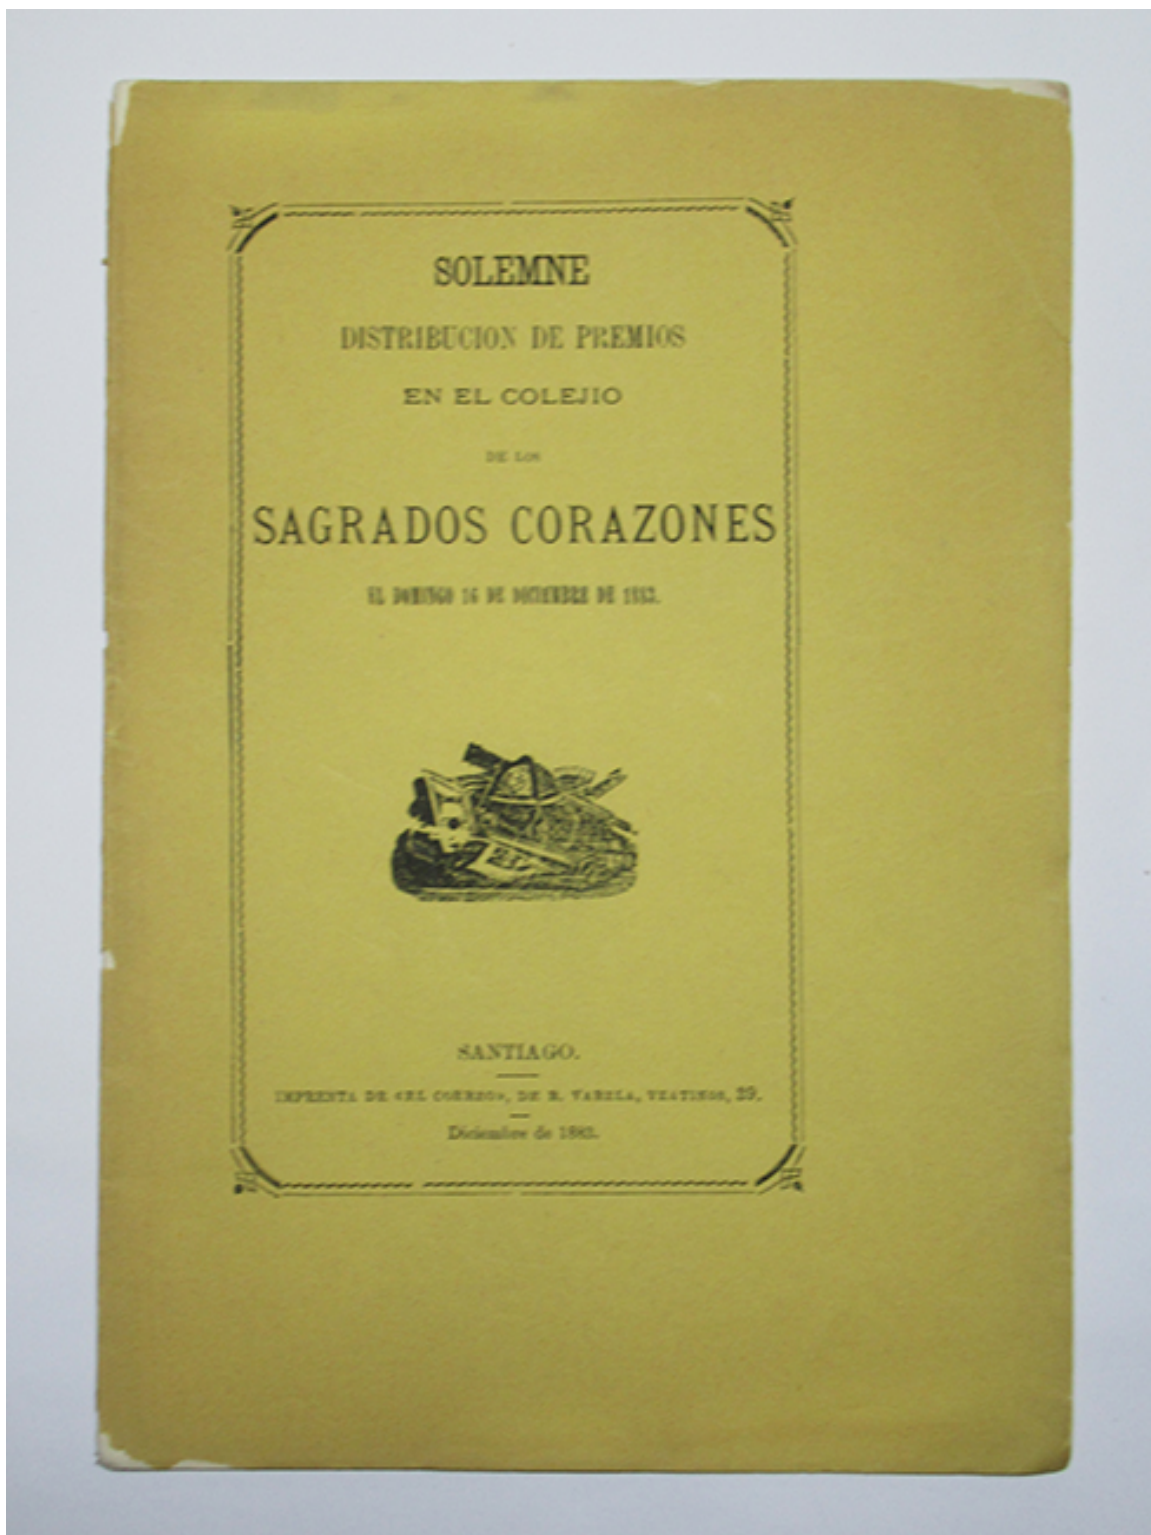 SOLEMNE
DISTRIBUCION DE PREMIOS
EN EL COLEJIO
DE LOS
SAGRADOS CORAZONES
EL DOMINGO 16 DE DICIEMBRE DE 1883.
SANTIAGO.
IMPRENTA DE «EL CORREO», DE R. VARELA, TEATINOS, 39.
Diciembre de 1883.